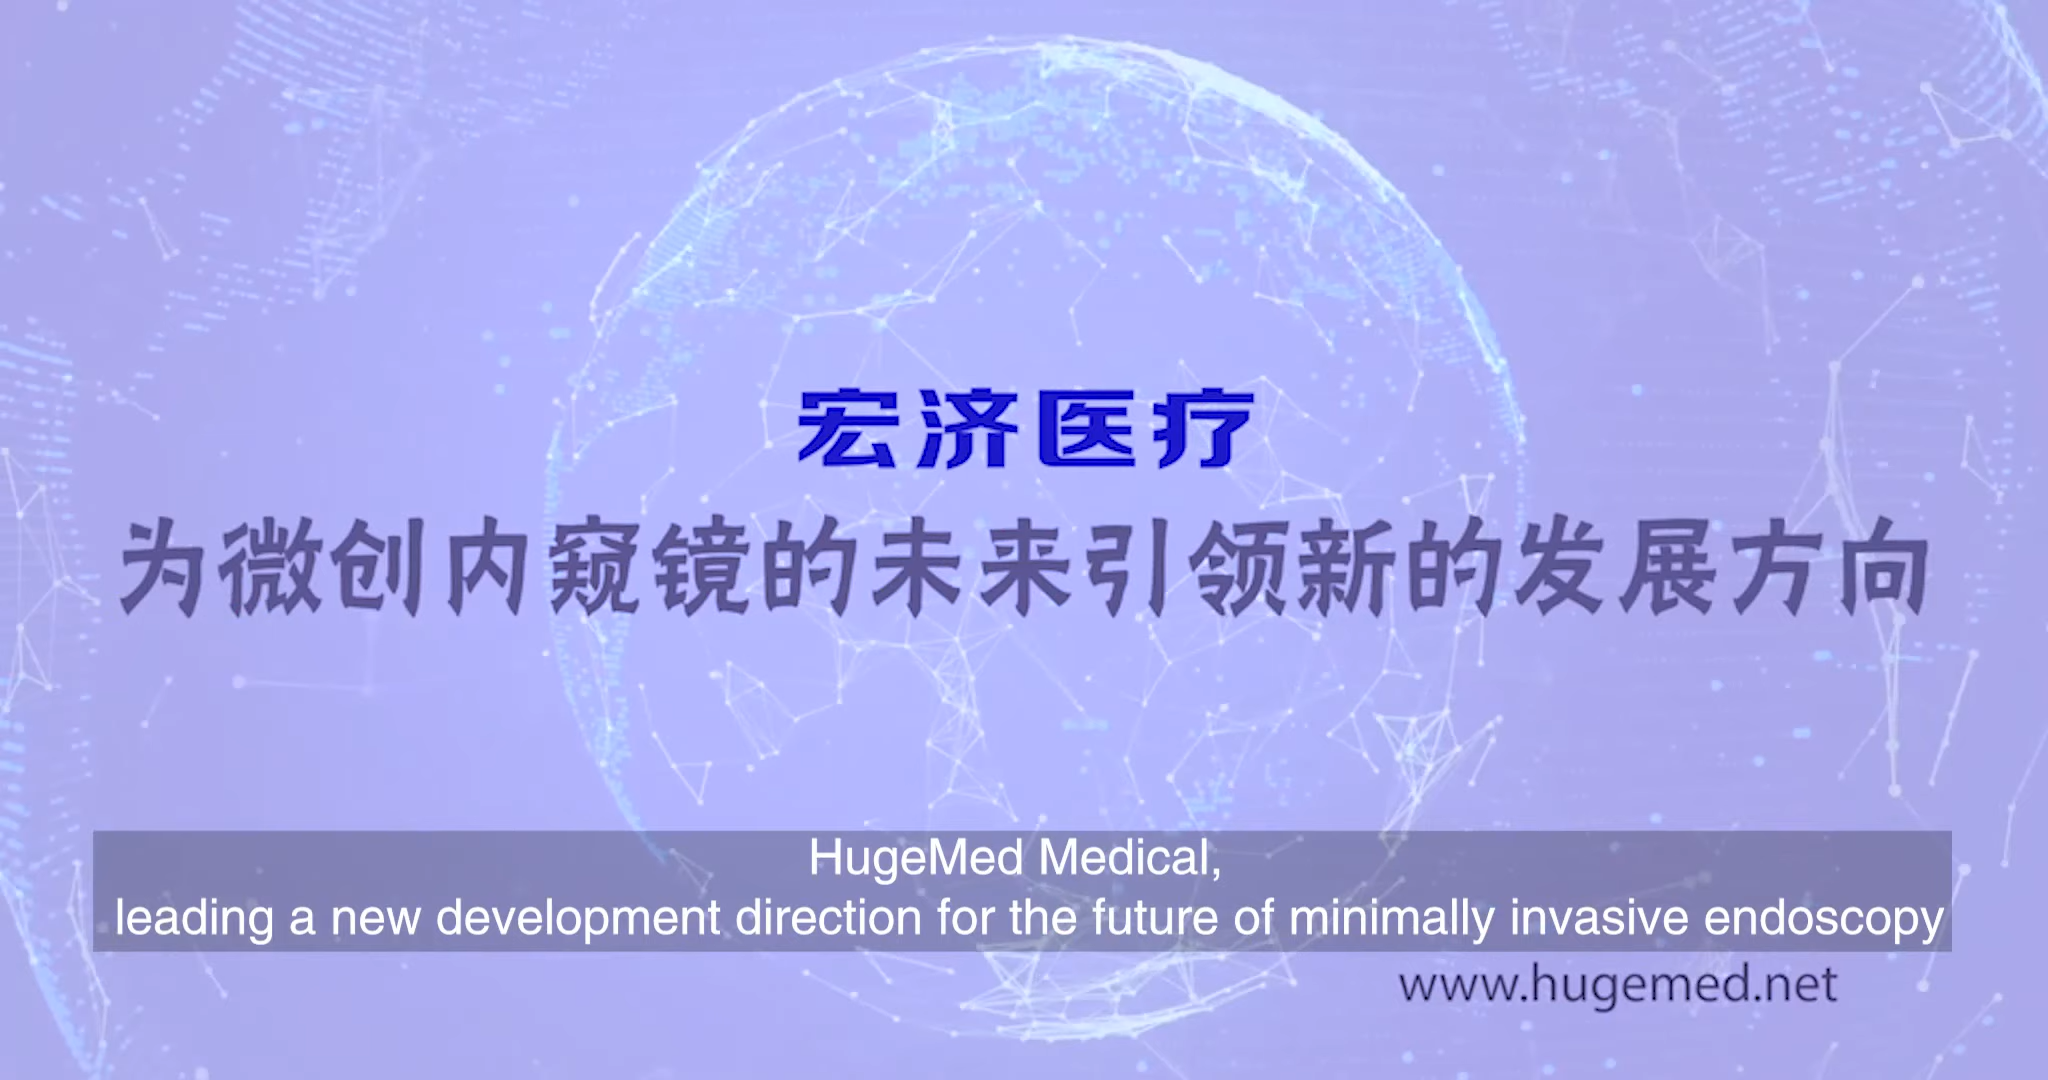 宏济医疗
为微创内窥镜的未来引领新的发展方向
HugeMed Medical,
leading a new development direction for the future of minimally invasive endoscopy
www.hugemed.net